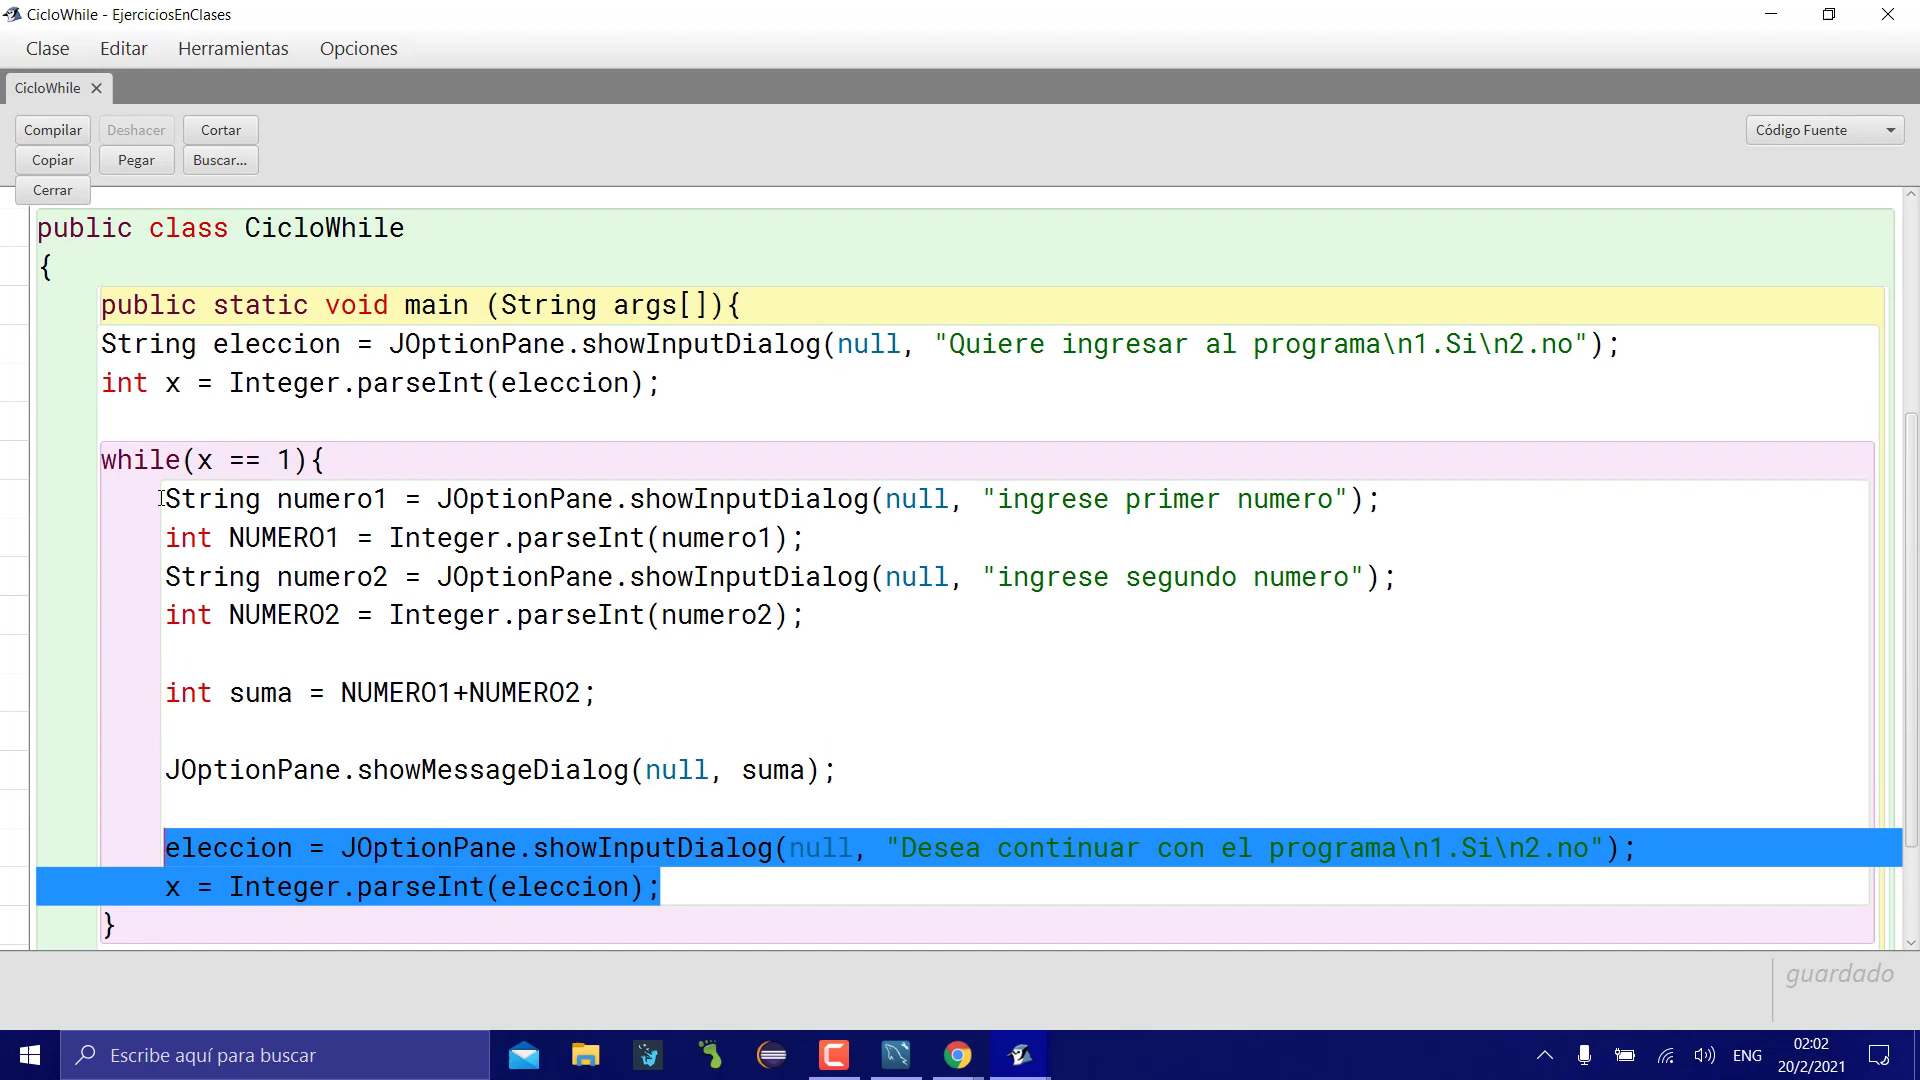 CicloWhile - EjerciciosEnClases
Clase Editar Herramientas Opciones
CicloWhile
Compilar Deshacer Cortar
Código Fuente
Copiar Pegar Buscar...
Cerrar
public class CicloWhile
{
public static void main (String args[]){
String eleccion = JOptionPane.showInputDialog(null, "Quiere ingresar al programa\n1.Si\n2.no");
int x = Integer.parseInt(eleccion);
while(x == 1){
String numero1 = JOptionPane.showInputDialog(null, "ingrese primer numero");
int NUMERO1 = Integer.parseInt(numero1);
String numero2 = JOptionPane.showInputDialog(null, "ingrese segundo numero");
int NUMERO2 = Integer.parseInt(numero2);
int suma = NUMERO1+NUMERO2;
JOptionPane.showMessageDialog(null, suma);
eleccion = JOptionPane.showInputDialog(null, "Desea continuar con el programa\n1.Si\n2.no");
x = Integer.parseInt(eleccion);
}
guardado
Escribe aquí para buscar
ENG
02:02
20/2/2021